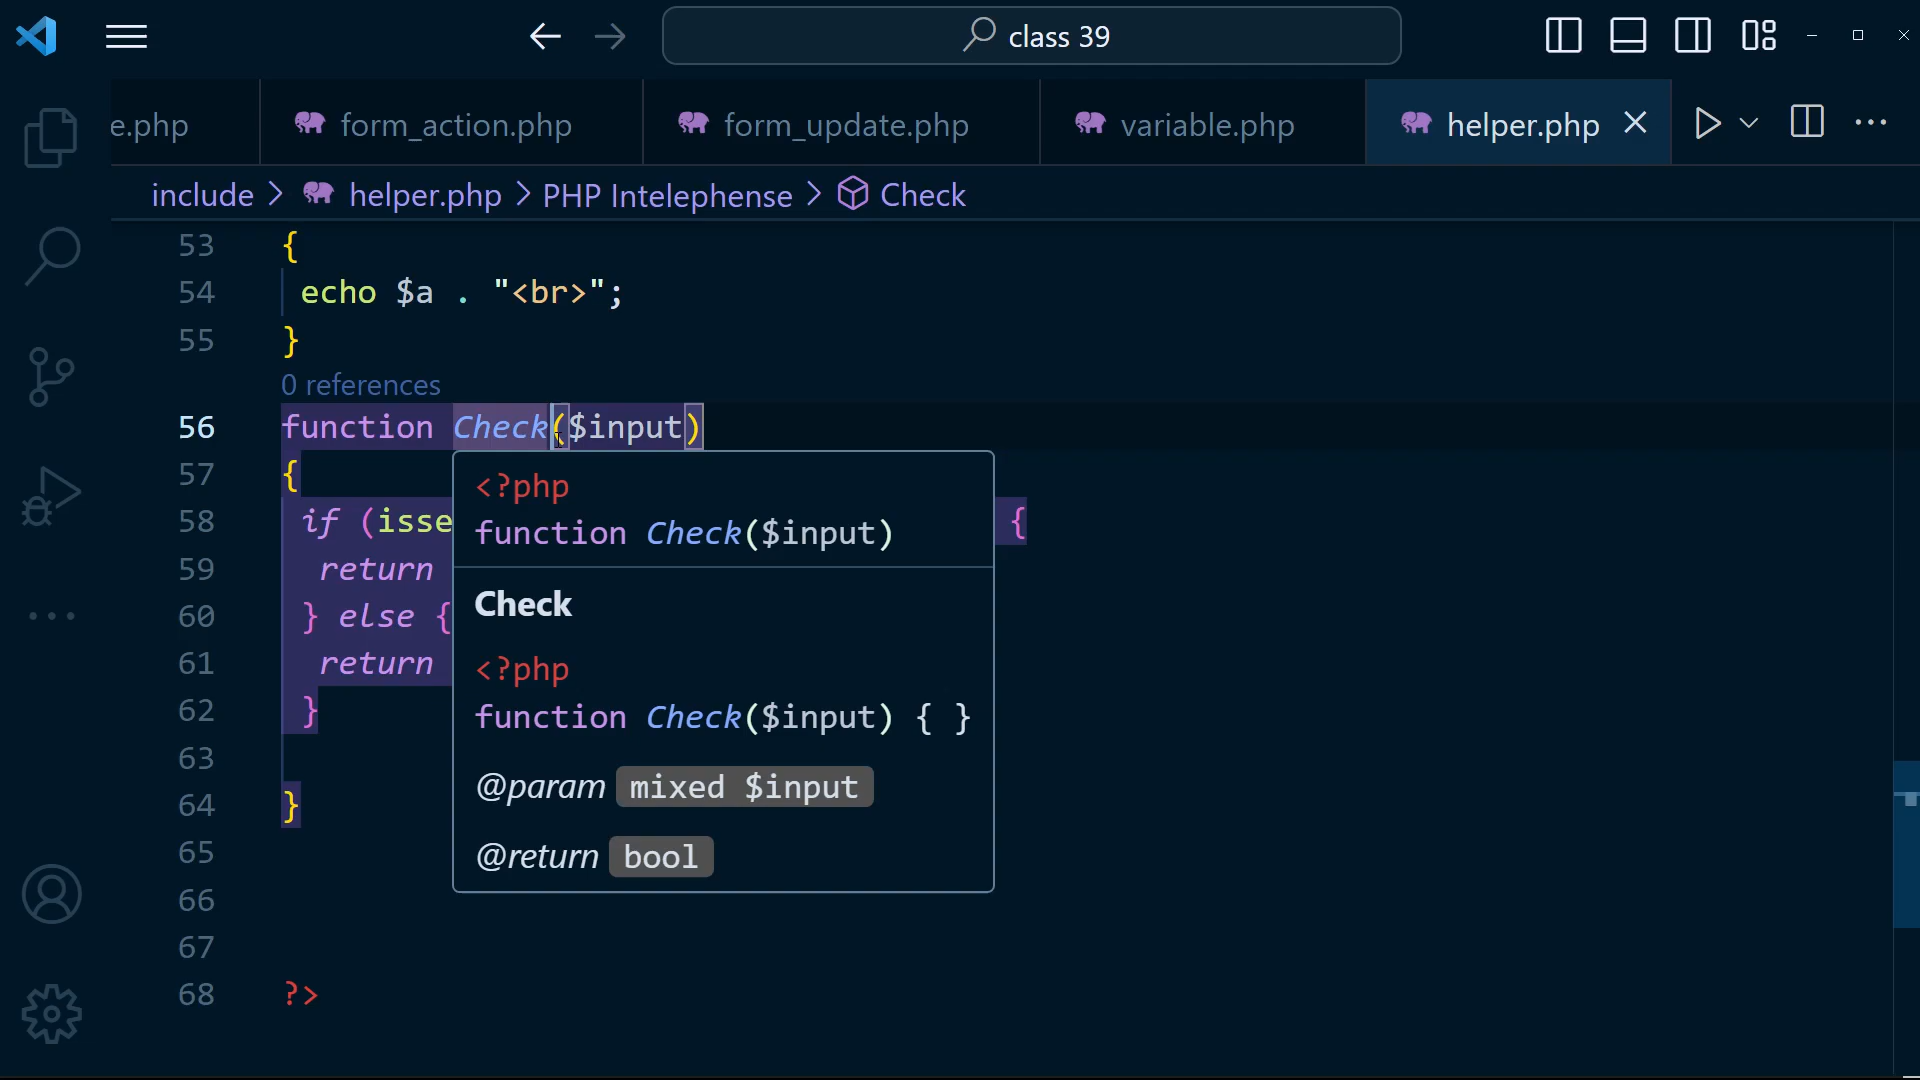 class 39
e.php
form_action.php
form_update.php
variable.php
helper.php
include > helper.php > PHP Intelephense > Check
53 {
54 echo $a . "<br>";
55 }
0 references
56 function Check($input)
57 {
58 if (isse {
59 return
60 } else {
61 return
62 }
63
64 }
65
66
67
68 ?>
<?php
function Check($input)
Check
<?php
function Check($input) { }
@param mixed $input
@return bool